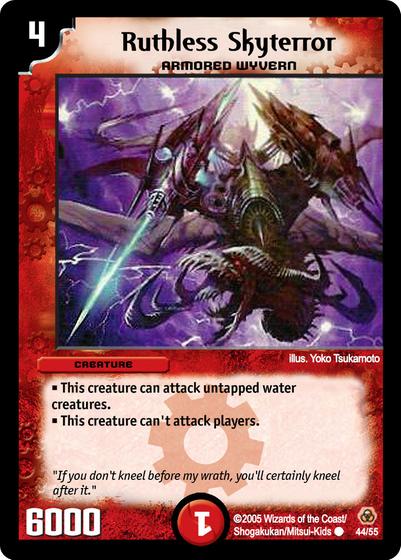 4
Ruthless Skyterror
ARMORED WYVERN
illus. Yoko Tsukamoto
CREATURE
▪ This creature can attack untapped water
creatures.
▪ This creature can't attack players.
"If you don't kneel before my wrath, you'll certainly kneel
after it."
6000
1
©2005 Wizards of the Coast/
Shogakukan/Mitsui-Kids ● 44/55